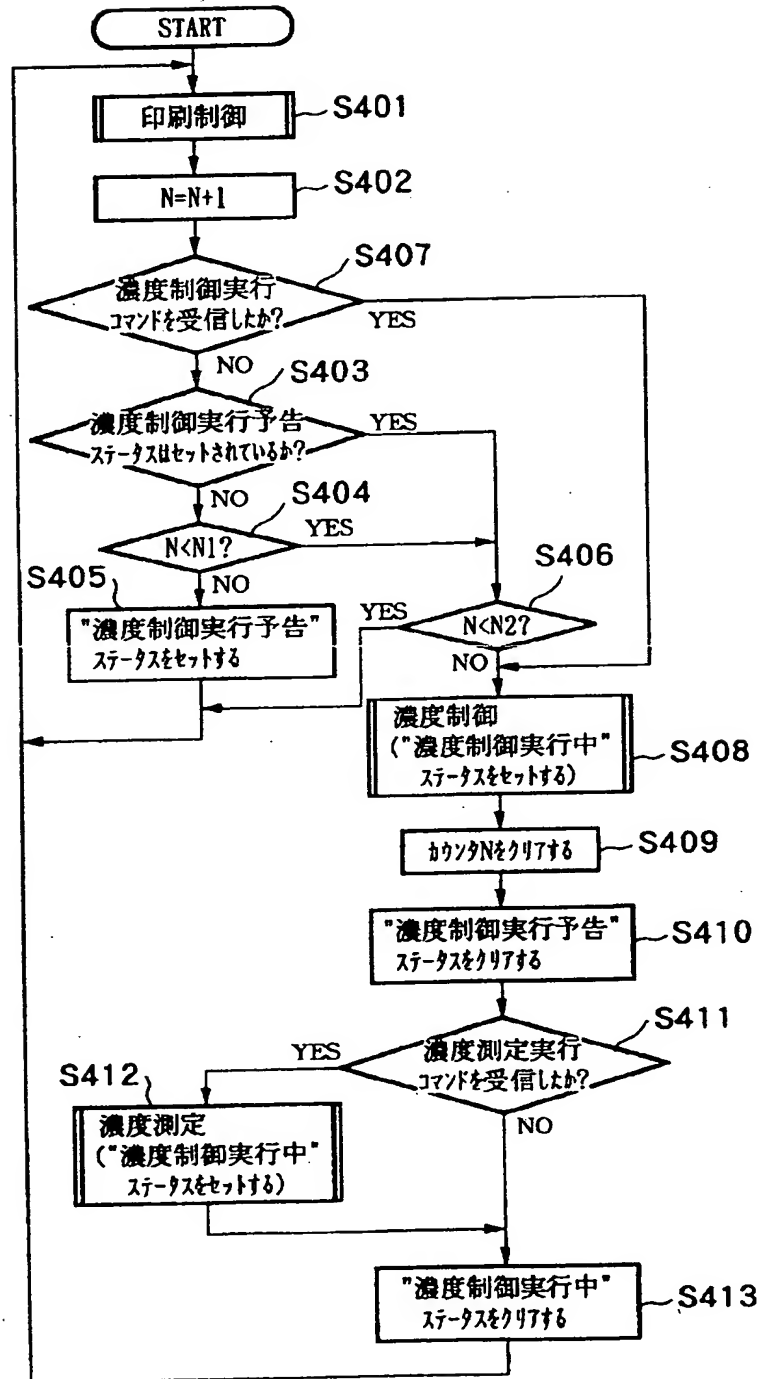 START
印刷制御
S401
N=N+1
S402
濃度制御実行
コマンドを受信したか?
S407
YES
NO
濃度制御実行予告
ステータスはセットされているか?
S403
YES
NO
N<N1?
S404
YES
NO
S405
"濃度制御実行予告"
ステータスをセットする
N<N2?
S406
YES
NO
濃度制御
("濃度制御実行中"
ステータスをセットする)
S408
カウンタNをクリアする
S409
"濃度制御実行予告"
ステータスをクリアする
S410
濃度測定実行
コマンドを受信したか?
S411
YES
NO
S412
濃度測定
("濃度制御実行中"
ステータスをセットする)
"濃度制御実行中"
ステータスをクリアする
S413